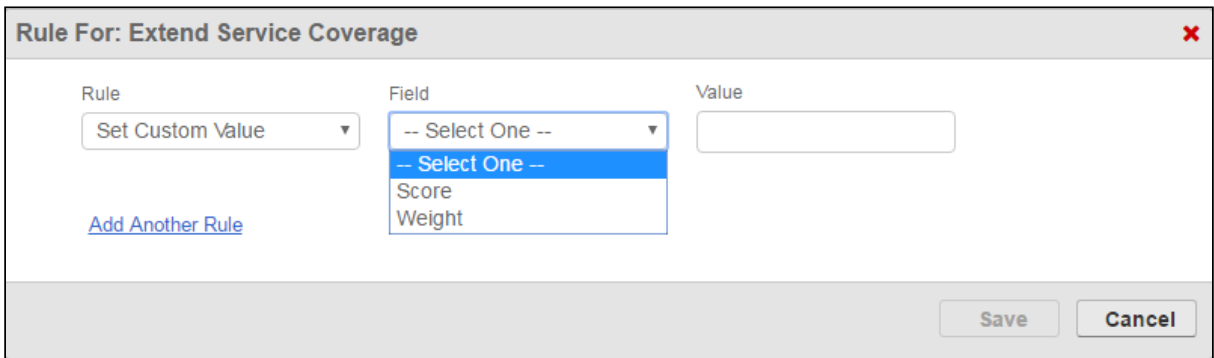 Rule For: Extend Service Coverage
Rule
Field
Value
Set Custom Value
-- Select One --
-- Select One --
Score
Weight
Add Another Rule
Save
Cancel